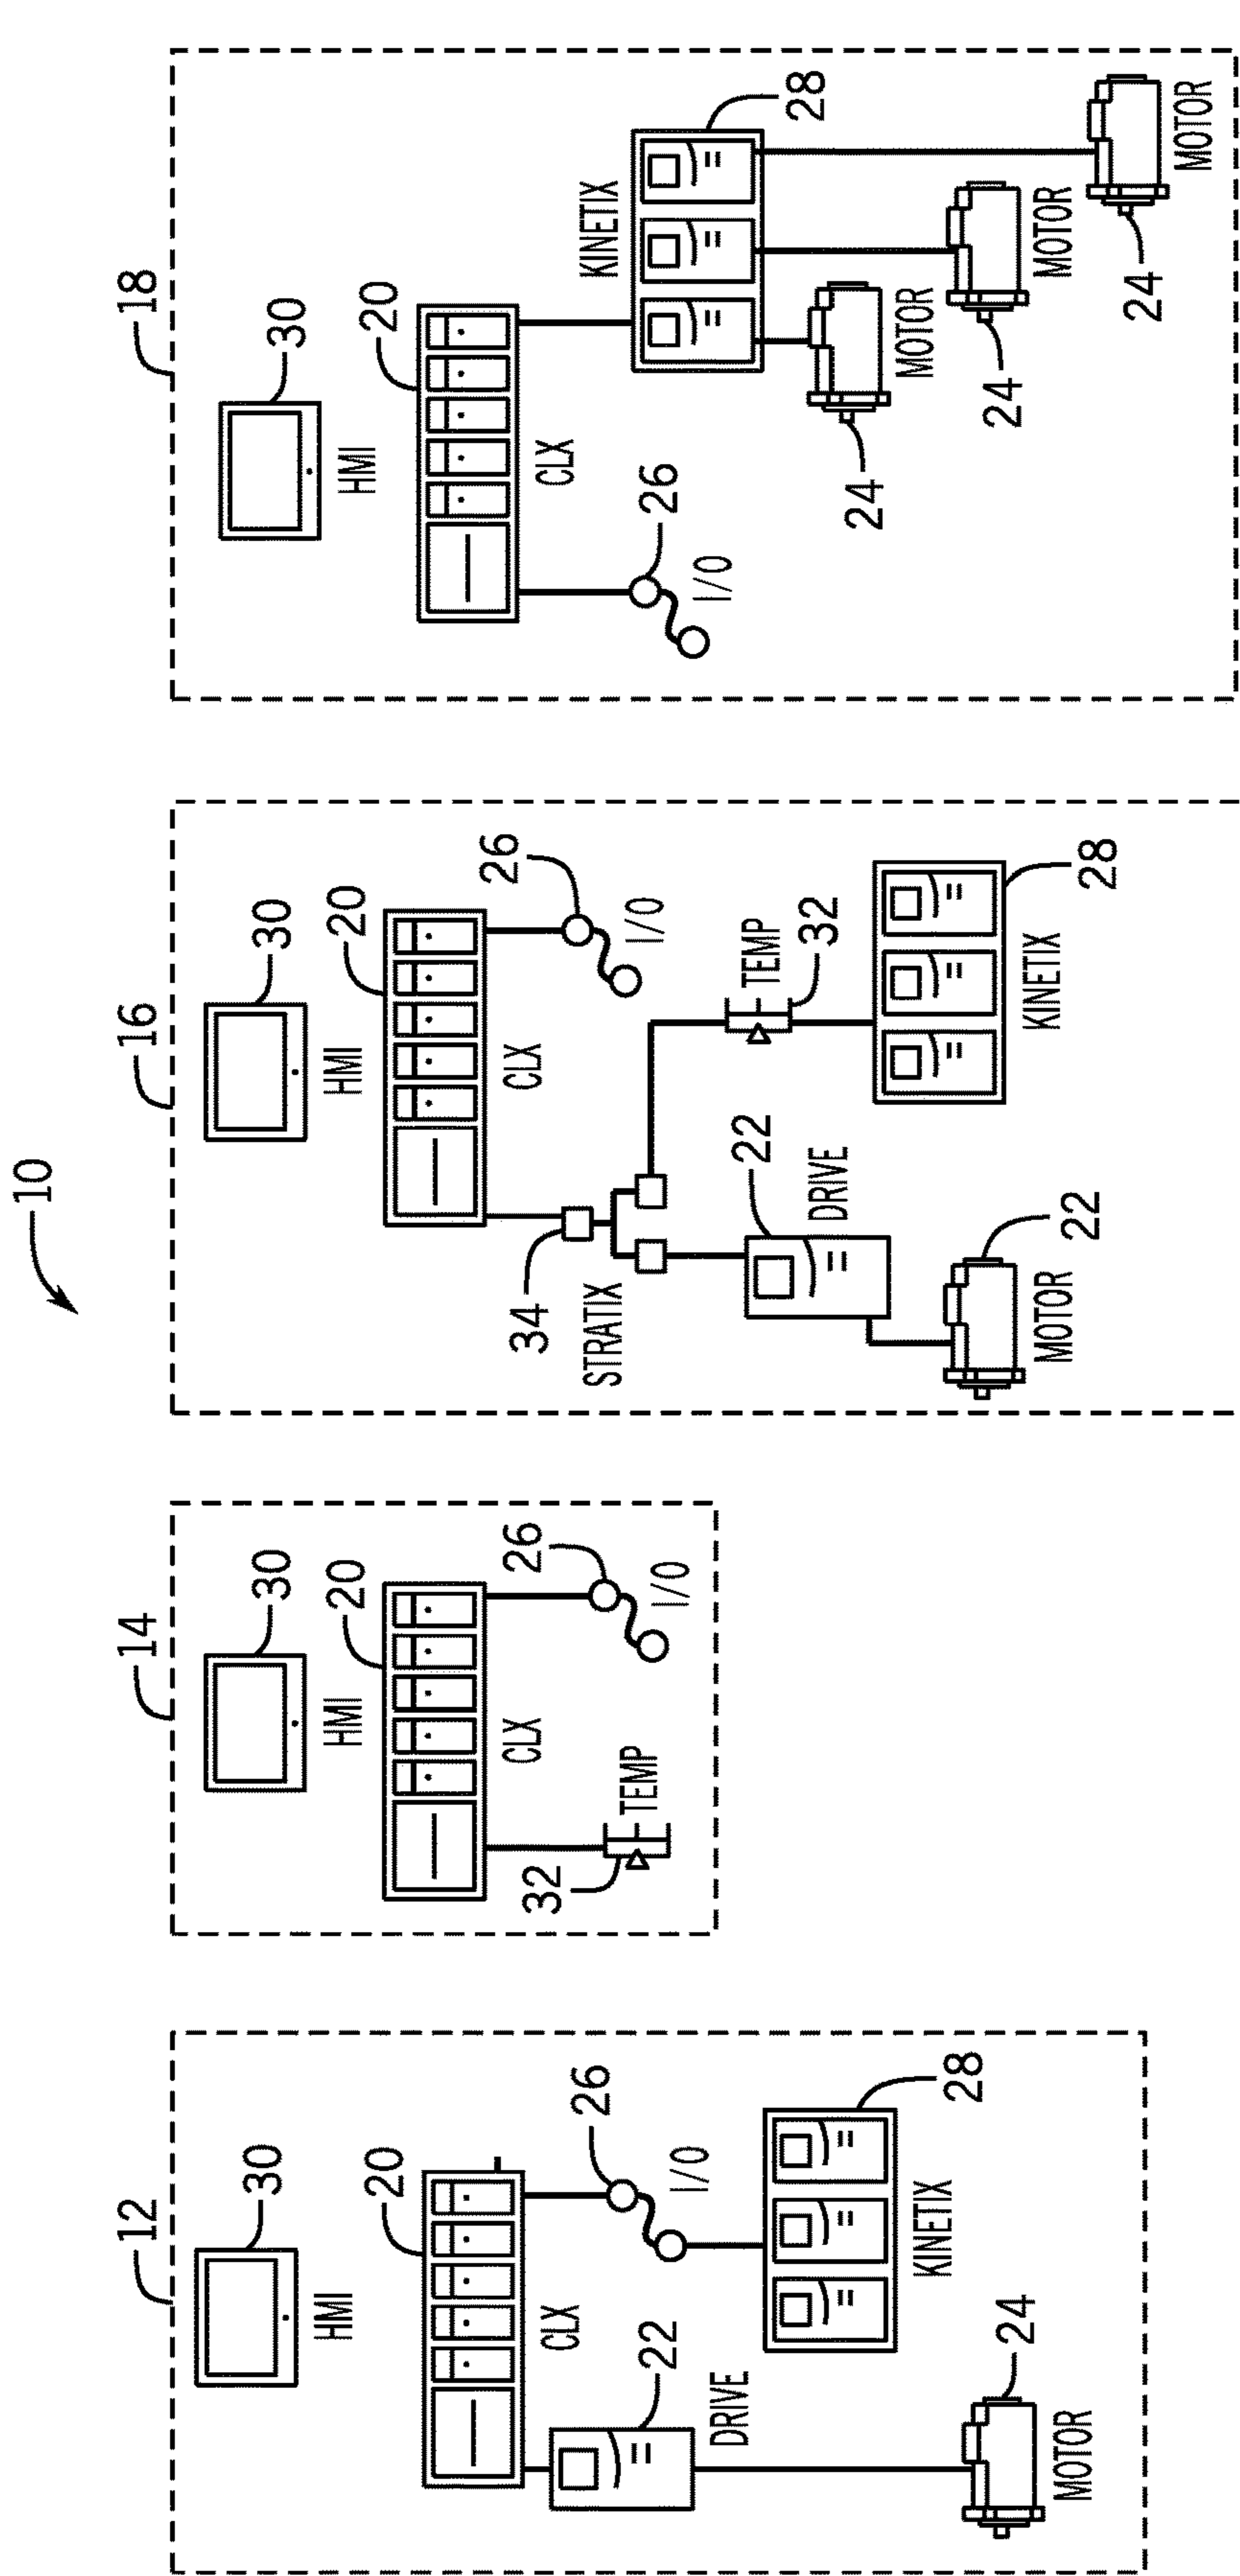 10
12
30
HMI
20
CLX
26
I/O
22
DRIVE
28
KINETIX
24
MOTOR
14
30
HMI
20
CLX
26
I/O
32
TEMP
16
30
HMI
20
CLX
26
I/O
34
STRATIX
TEMP
32
22
DRIVE
28
KINETIX
22
MOTOR
18
30
HMI
20
CLX
26
I/O
KINETIX
28
24
MOTOR
24
MOTOR
24
MOTOR